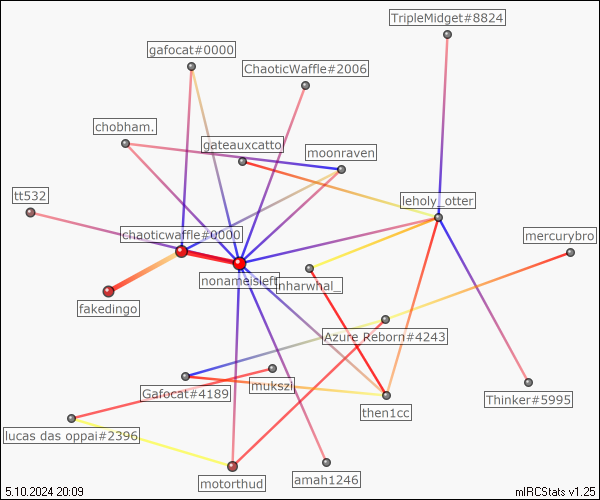 TripleMidget#8824
gafocat#0000
ChaoticWaffle#2006
chobham.
gateauxcatto
moonraven
tt532
leholy_otter
chaoticwaffle#0000
mercurybro
nonameisleft
nharwhal_
fakedingo
Azure Reborn#4243
Gafocat#4189
mukszi
then1cc
Thinker#5995
lucas das oppai#2396
motorthud
amah1246
5.10.2024 20:09
mIRCStats v1.25